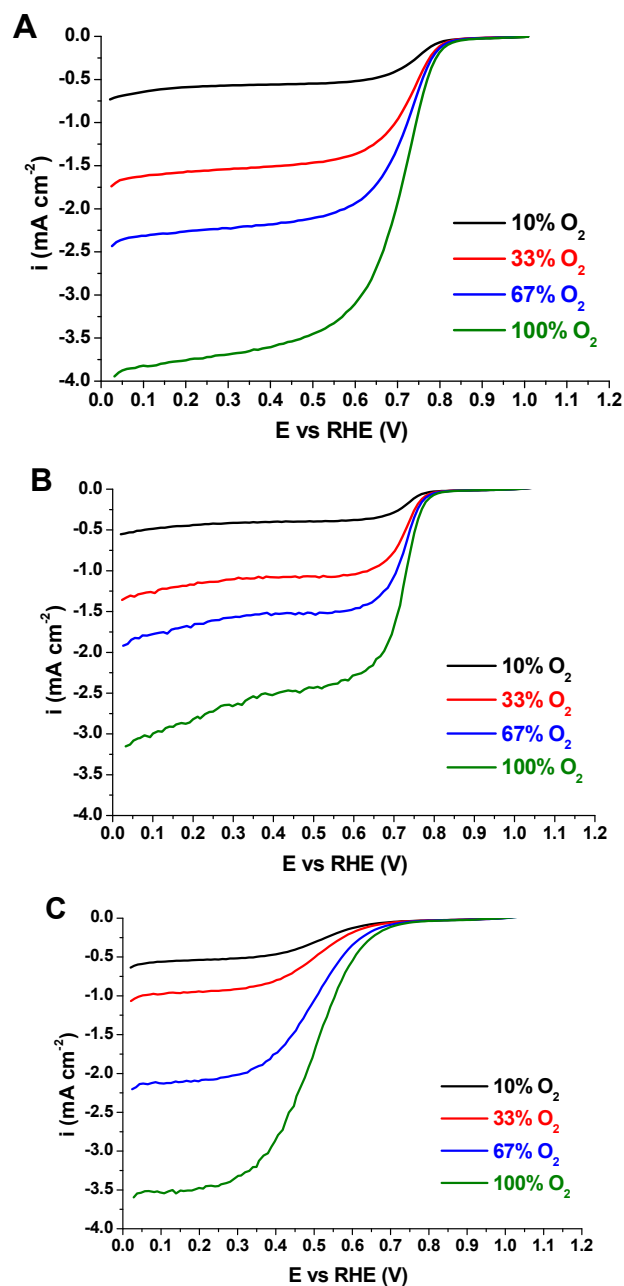 A
0.0
-0.5
-1.0
-1.5
-2.0
-2.5
-3.0
-3.5
-4.0
i (mA cm⁻²)
10% O₂
33% O₂
67% O₂
100% O₂
0.0 0.1 0.2 0.3 0.4 0.5 0.6 0.7 0.8 0.9 1.0 1.1 1.2
E vs RHE (V)
B
0.0
-0.5
-1.0
-1.5
-2.0
-2.5
-3.0
-3.5
-4.0
i (mA cm⁻²)
10% O₂
33% O₂
67% O₂
100% O₂
0.0 0.1 0.2 0.3 0.4 0.5 0.6 0.7 0.8 0.9 1.0 1.1 1.2
E vs RHE (V)
C
0.0
-0.5
-1.0
-1.5
-2.0
-2.5
-3.0
-3.5
-4.0
i (mA cm⁻²)
10% O₂
33% O₂
67% O₂
100% O₂
0.0 0.1 0.2 0.3 0.4 0.5 0.6 0.7 0.8 0.9 1.0 1.1 1.2
E vs RHE (V)